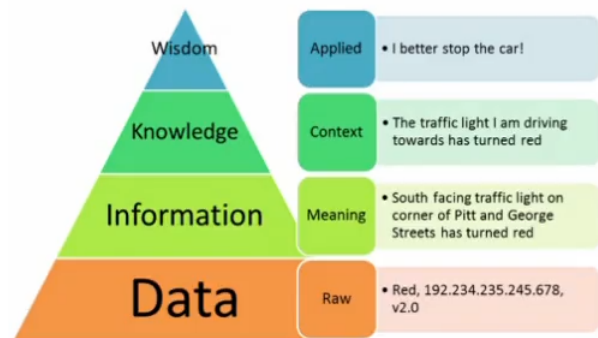 Wisdom
Applied
• I better stop the car!
Knowledge
Context
• The traffic light I am driving
towards has turned red
Information
Meaning
• South facing traffic light on
corner of Pitt and George
Streets has turned red
Data
Raw
• Red, 192.234.235.245.678,
v2.0